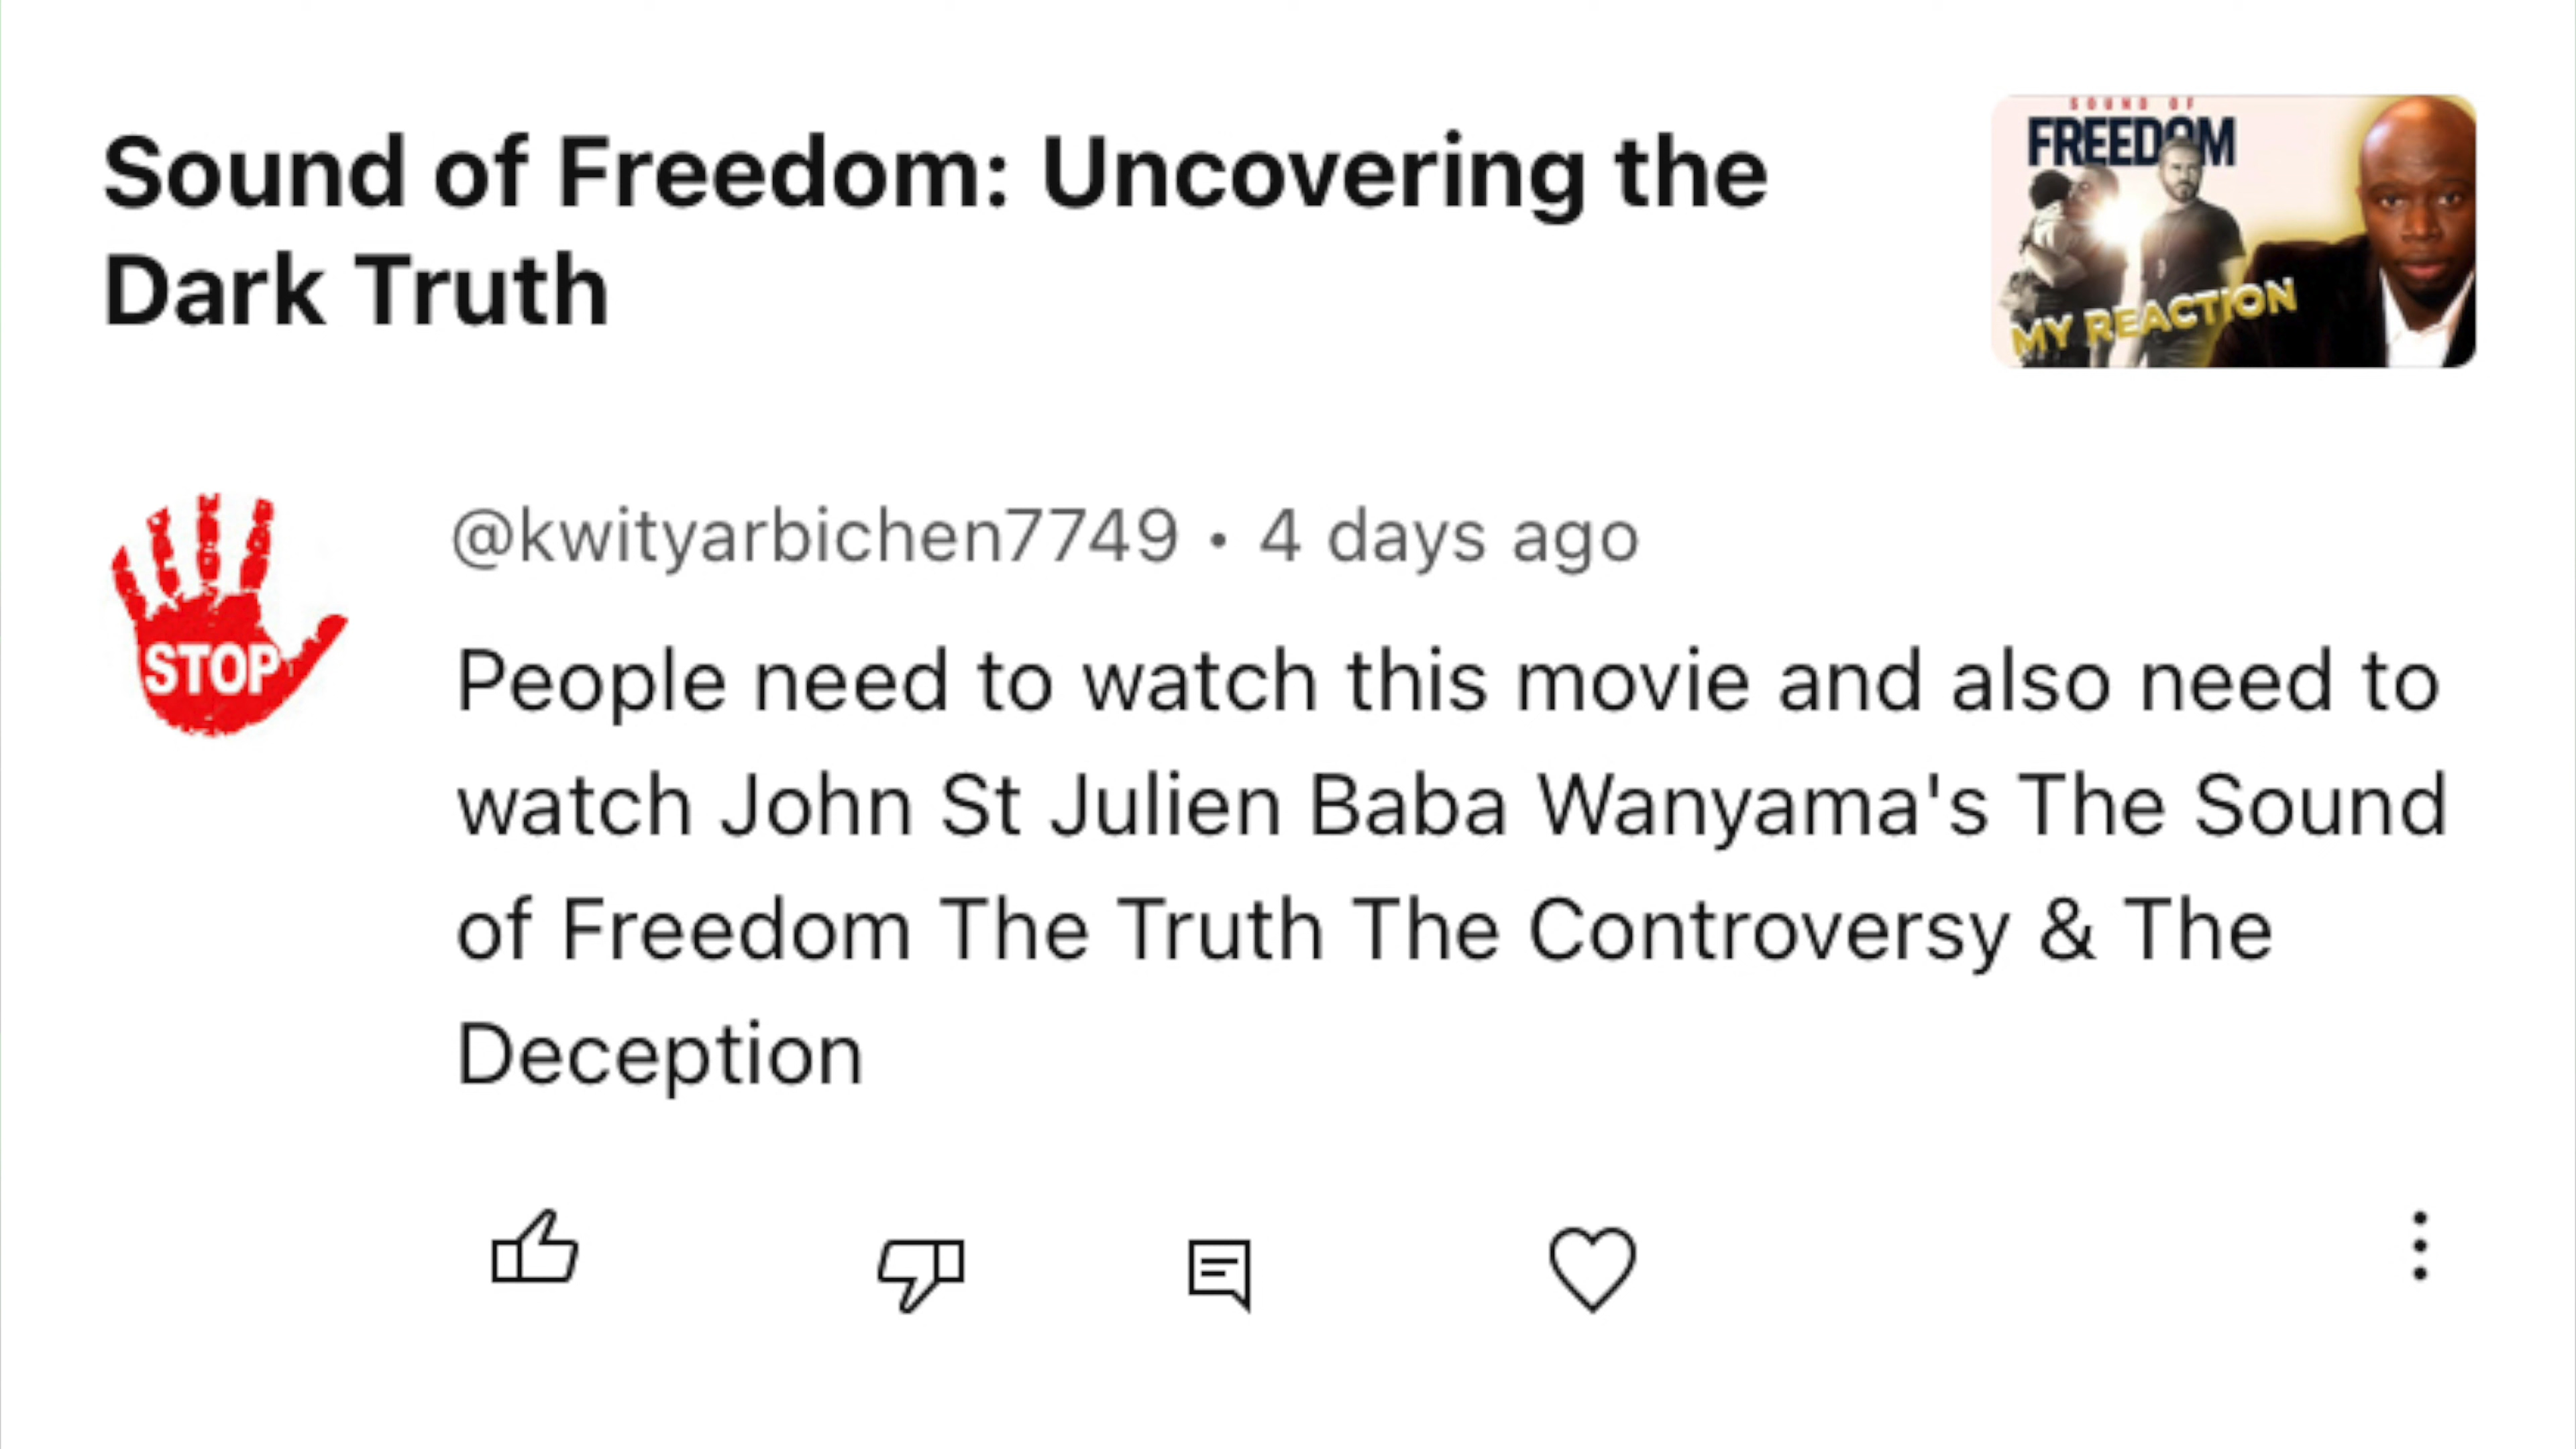 Sound of Freedom: Uncovering the
Dark Truth
SOUND OF
FREEDOM
MY REACTION
STOP
@kwityarbichen7749 • 4 days ago
People need to watch this movie and also need to
watch John St Julien Baba Wanyama's The Sound
of Freedom The Truth The Controversy & The
Deception